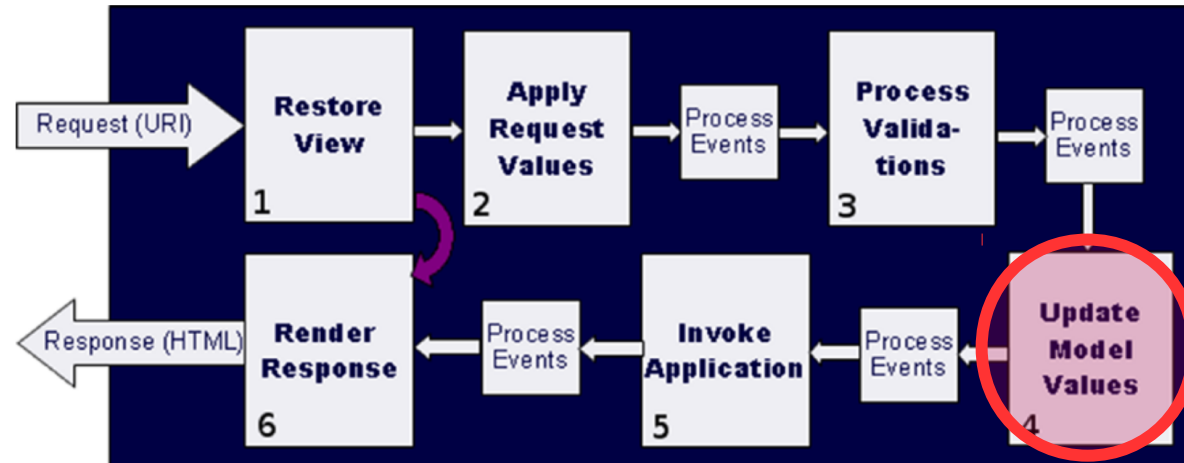 Request (URI)
Restore
View
1
Apply
Request
Values
2
Process
Events
Process
Valida-
tions
3
Process
Events
Update
Model
Values
4
Process
Events
Invoke
Application
5
Process
Events
Render
Response
6
Response (HTML)